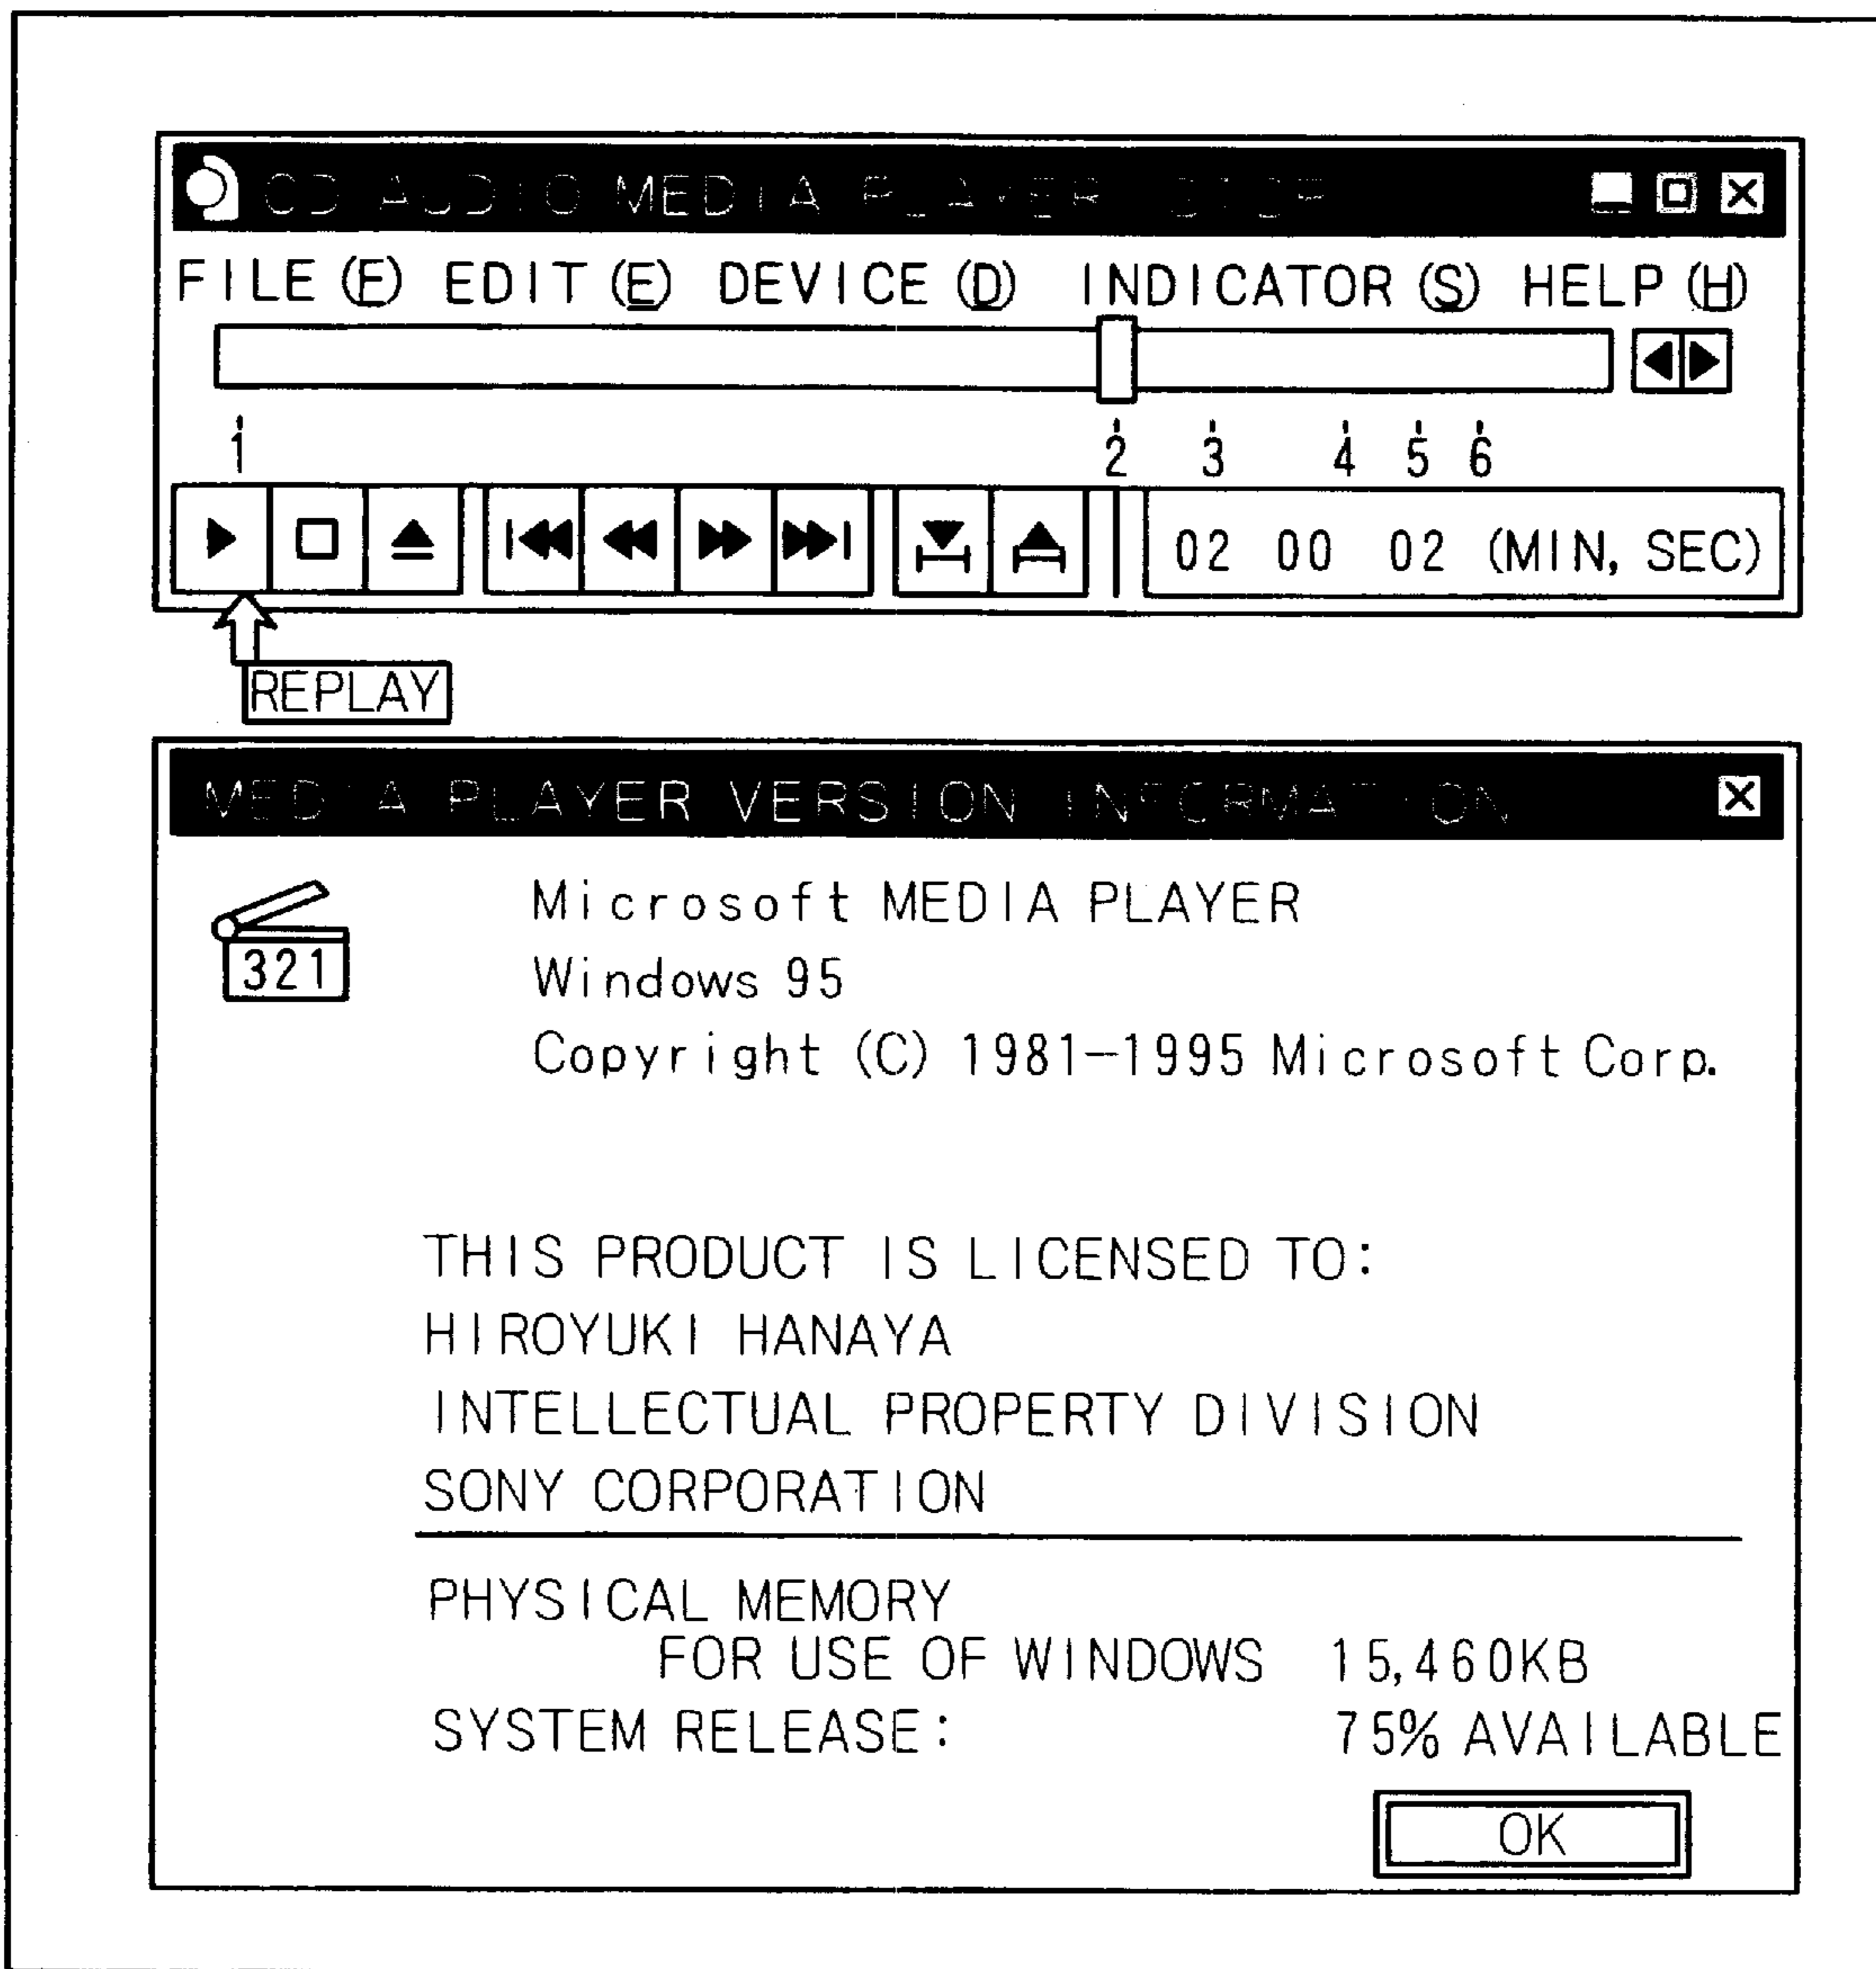 CD AUDIO MEDIA PLAYER STOP
FILE (F) EDIT (E) DEVICE (D) INDICATOR (S) HELP (H)
1 2 3 4 5 6
02 00 02 (MIN, SEC)
REPLAY
MEDIA PLAYER VERSION INFORMATION
321
Microsoft MEDIA PLAYER
Windows 95
Copyright (C) 1981–1995 Microsoft Corp.
THIS PRODUCT IS LICENSED TO:
HIROYUKI HANAYA
INTELLECTUAL PROPERTY DIVISION
SONY CORPORATION
PHYSICAL MEMORY
FOR USE OF WINDOWS 15,460KB
SYSTEM RELEASE: 75% AVAILABLE
OK